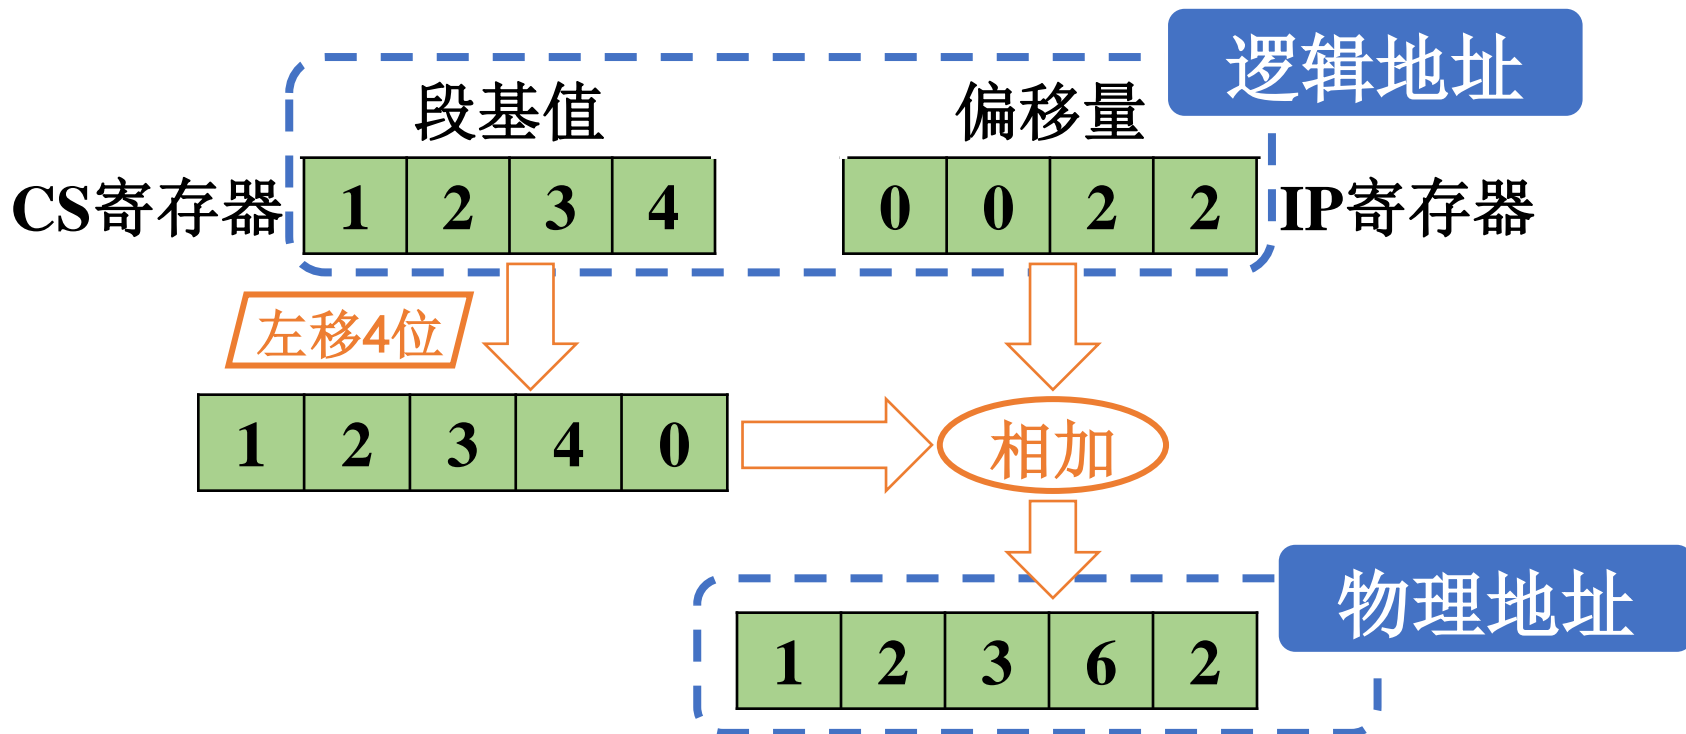 逻辑地址
段基值 偏移量
CS寄存器 1 2 3 4 0 0 2 2 IP寄存器
左移4位
1 2 3 4 0 相加
物理地址
1 2 3 6 2